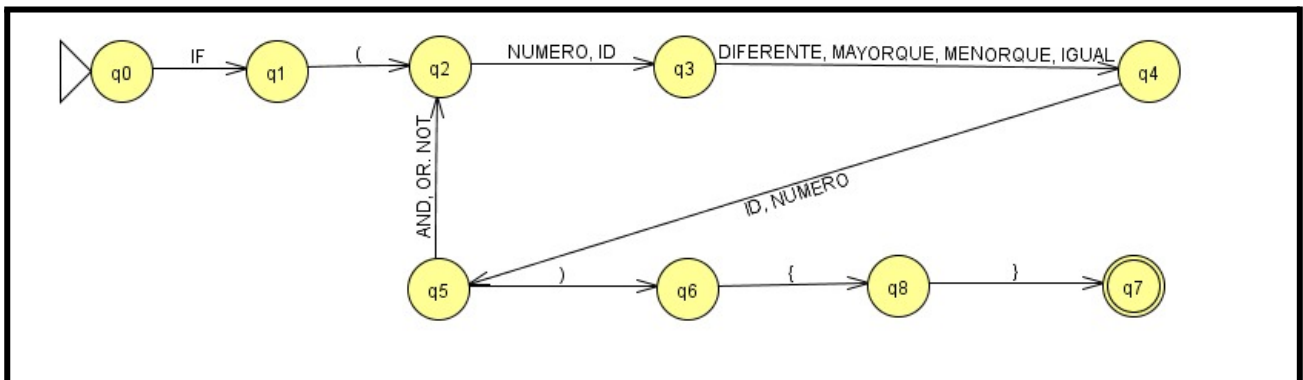 IF
(
NUMERO, ID
DIFERENTE, MAYORQUE, MENORQUE, IGUAL
q0
q1
q2
q3
q4
AND, OR. NOT
ID, NUMERO
q5
)
q6
{
q8
}
q7